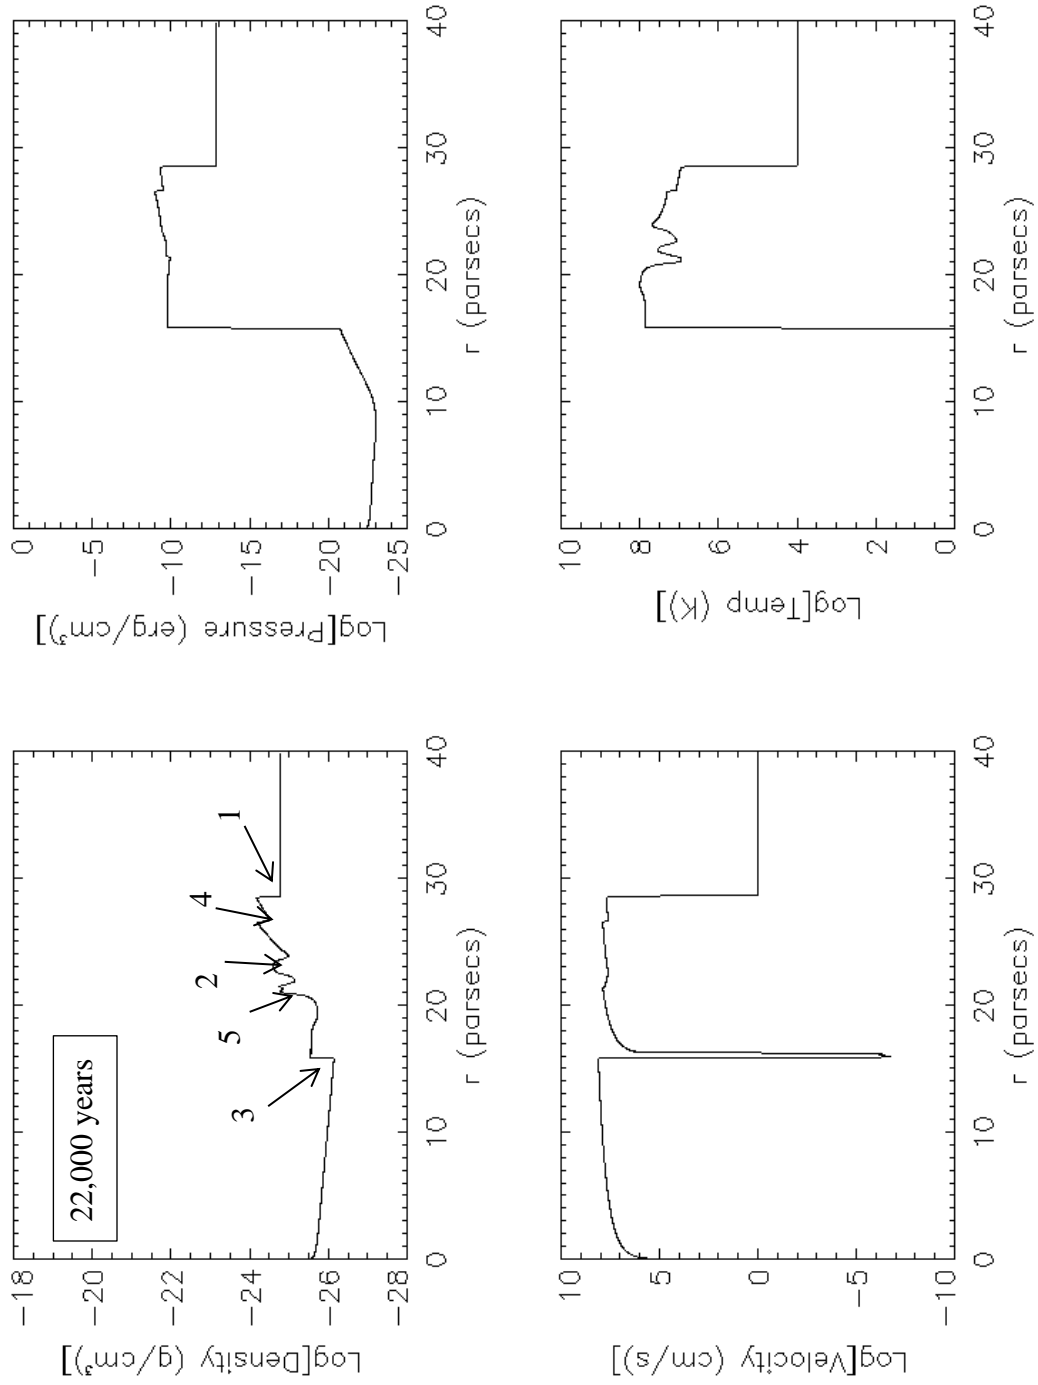 Log[Density (g/cm³)]
−18
−20
−22
−24
−26
−28
22,000 years
3
5
2
4
1
0 10 20 30 40
r (parsecs)
Log[Pressure (erg/cm³)]
0
−5
−10
−15
−20
−25
0 10 20 30 40
r (parsecs)
Log[Velocity (cm/s)]
10
5
0
−5
−10
0 10 20 30 40
r (parsecs)
Log[Temp (K)]
10
8
6
4
2
0
0 10 20 30 40
r (parsecs)